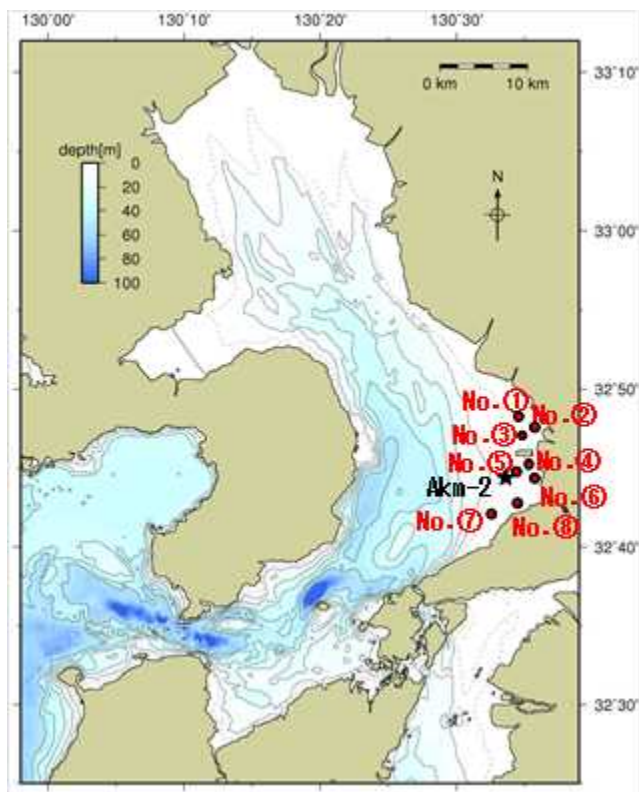 130°00' 130°10' 130°20' 130°30'
33°10'
0 km 10 km
depth[m]
0
20
40
60
80
100
N
33°00'
32°50'
No.①
No.②
No.③
No.④
No.⑤
Akm-2
No.⑥
No.⑦
No.⑧
32°40'
32°30'